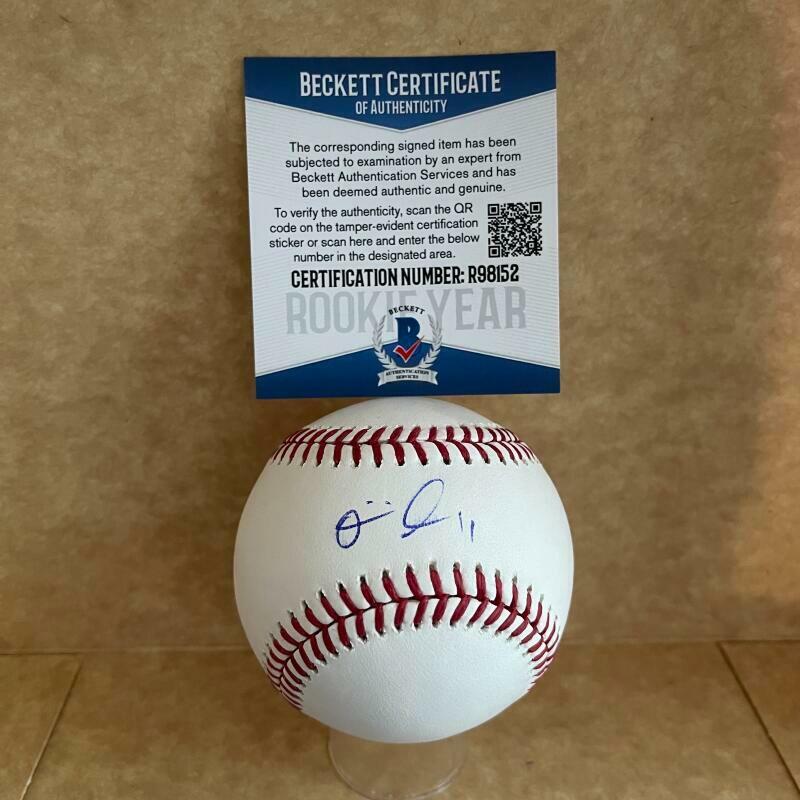 BECKETT CERTIFICATE
OF AUTHENTICITY
The corresponding signed item has been
subjected to examination by an expert from
Beckett Authentication Services and has
been deemed authentic and genuine.
To verify the authenticity, scan the QR
code on the tamper-evident certification
sticker or scan here and enter the below
number in the designated area.
CERTIFICATION NUMBER: R98152
ROOKIE YEAR
BECKETT
B
AUTHENTICATION
SERVICES
11